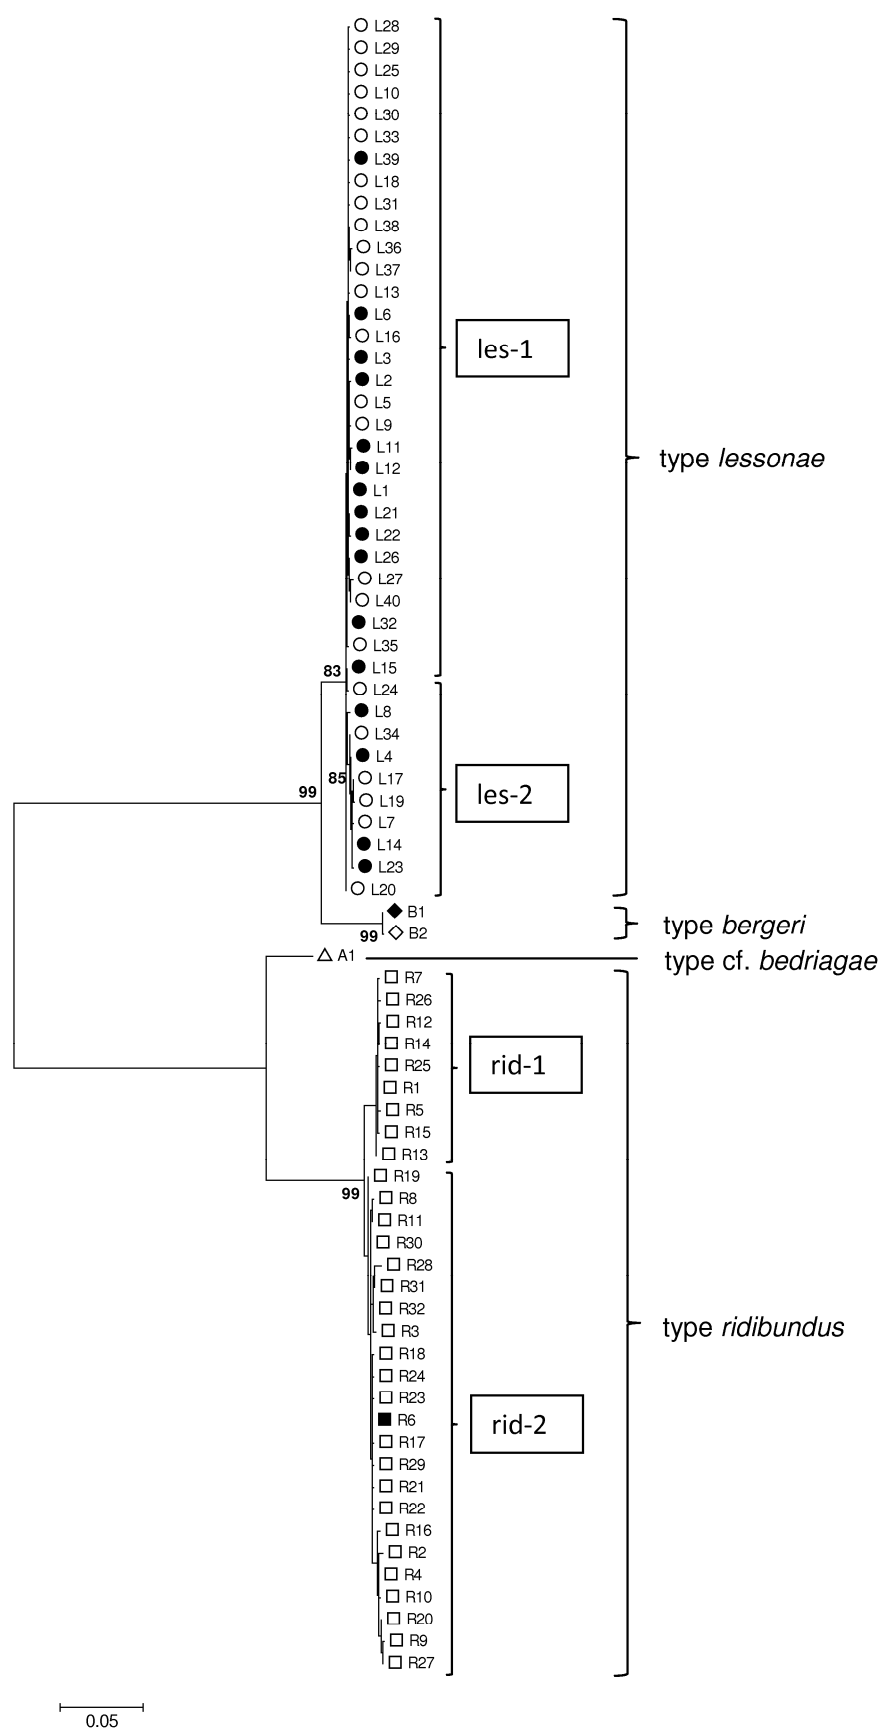 L28
L29
L25
L10
L30
L33
L39
L18
L31
L38
L36
L37
L13
L6
L16
les-1
L3
L2
L5
L9
L11
type lessonae
L12
L1
L21
L22
L26
L27
L40
L32
L35
L15
83
L24
L8
L34
L4
85
L17
99
les-2
L19
L7
L14
L23
L20
B1
type bergeri
99
B2
A1
type cf. bedriagae
R7
R26
R12
R14
R25
rid-1
R1
R5
R15
R13
R19
99
R8
R11
R30
R28
R31
R32
R3
type ridibundus
R18
R24
R23
R6
rid-2
R17
R29
R21
R22
R16
R2
R4
R10
R20
R9
R27
0.05